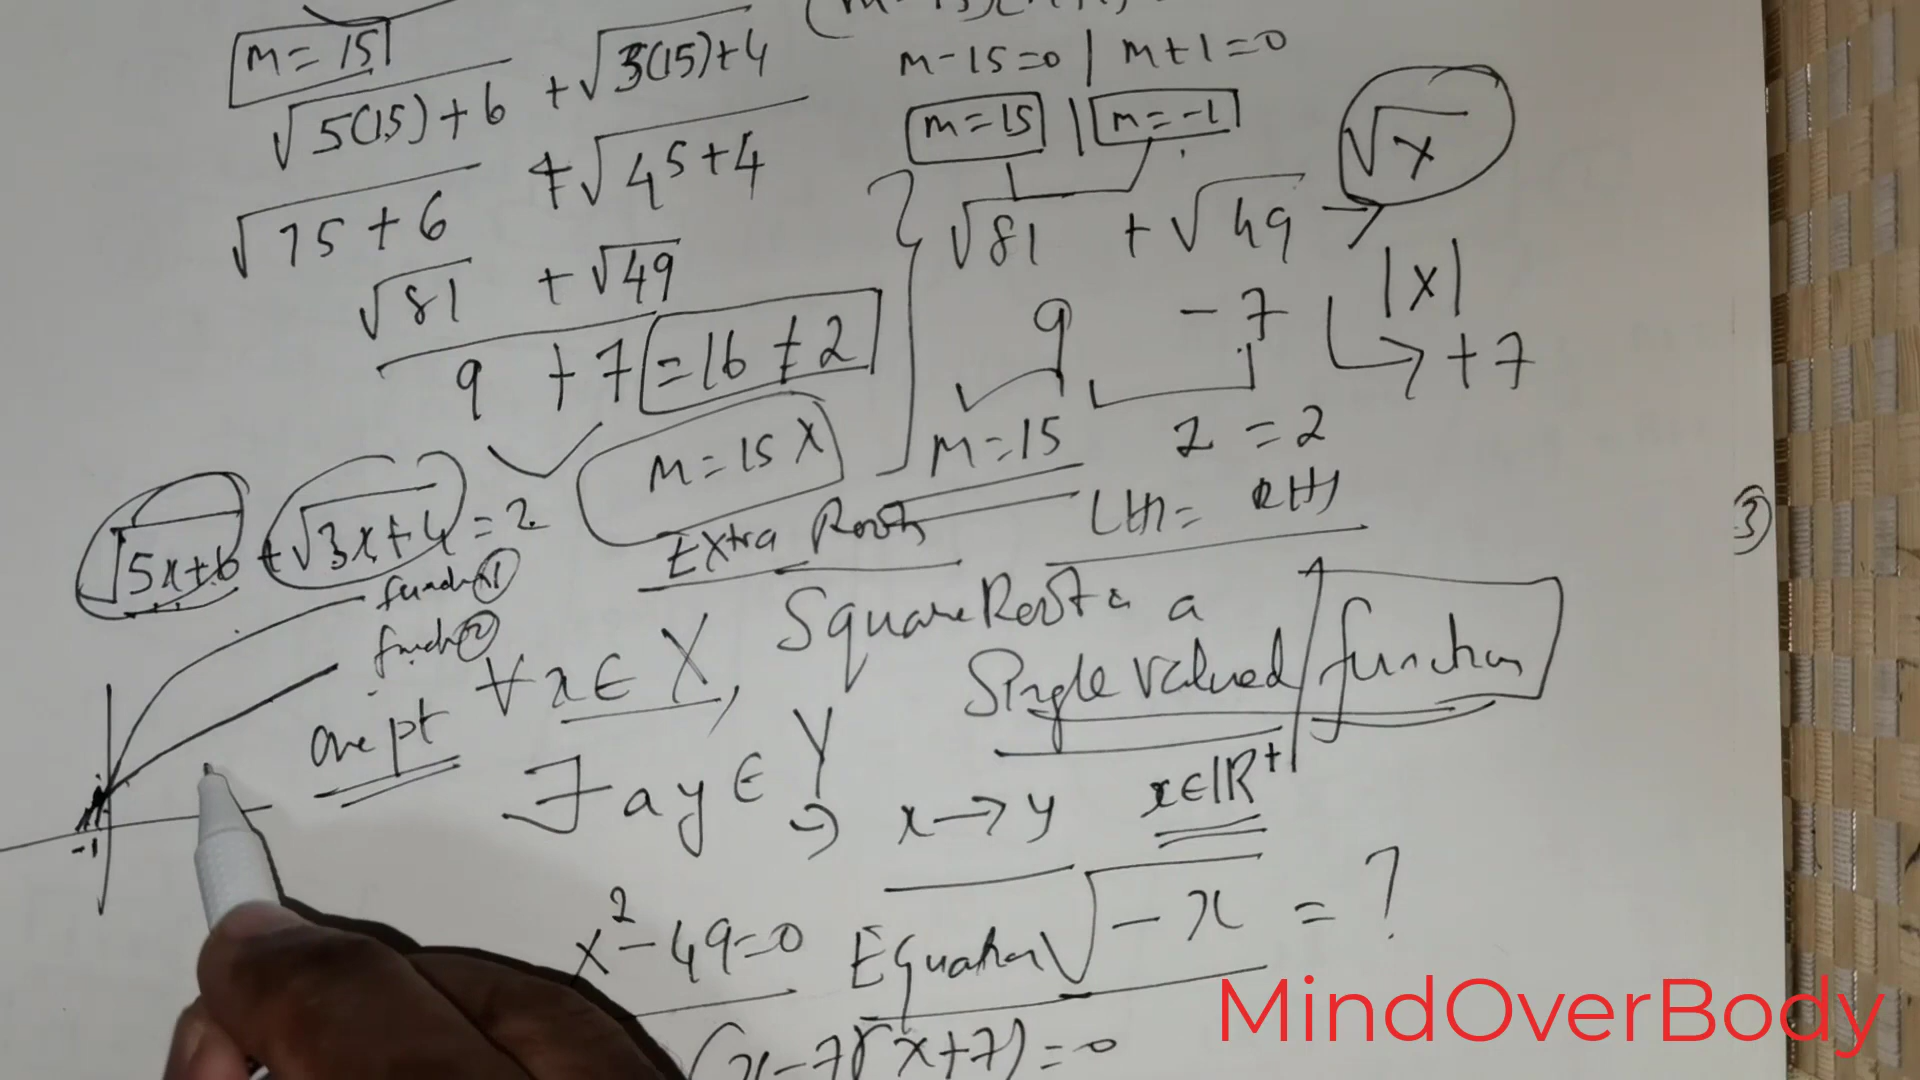 m = 15
√5(15)+6 + √3(15)+4
√75+6 + √45+4
√81 + √49
9 + 7 = 16 ≠ 2
m = 15 X
Extra Roots
m-15=0 | m+1=0
m=15 | m=-1
√x
√81 + √49 →
|x|
9 -7
→ +7
m=15 2 = 2
LHS = RHS
√5x+6 + √3x+4 = 2
one pt
3
Square Root is a
Single valued / function
∀ x ∈ X,
∃ a y ∈ Y
x → y x∈R⁺
x²-49=0
Equation √-x = ?
(x-7)(x+7)=0
-1
MindOverBody